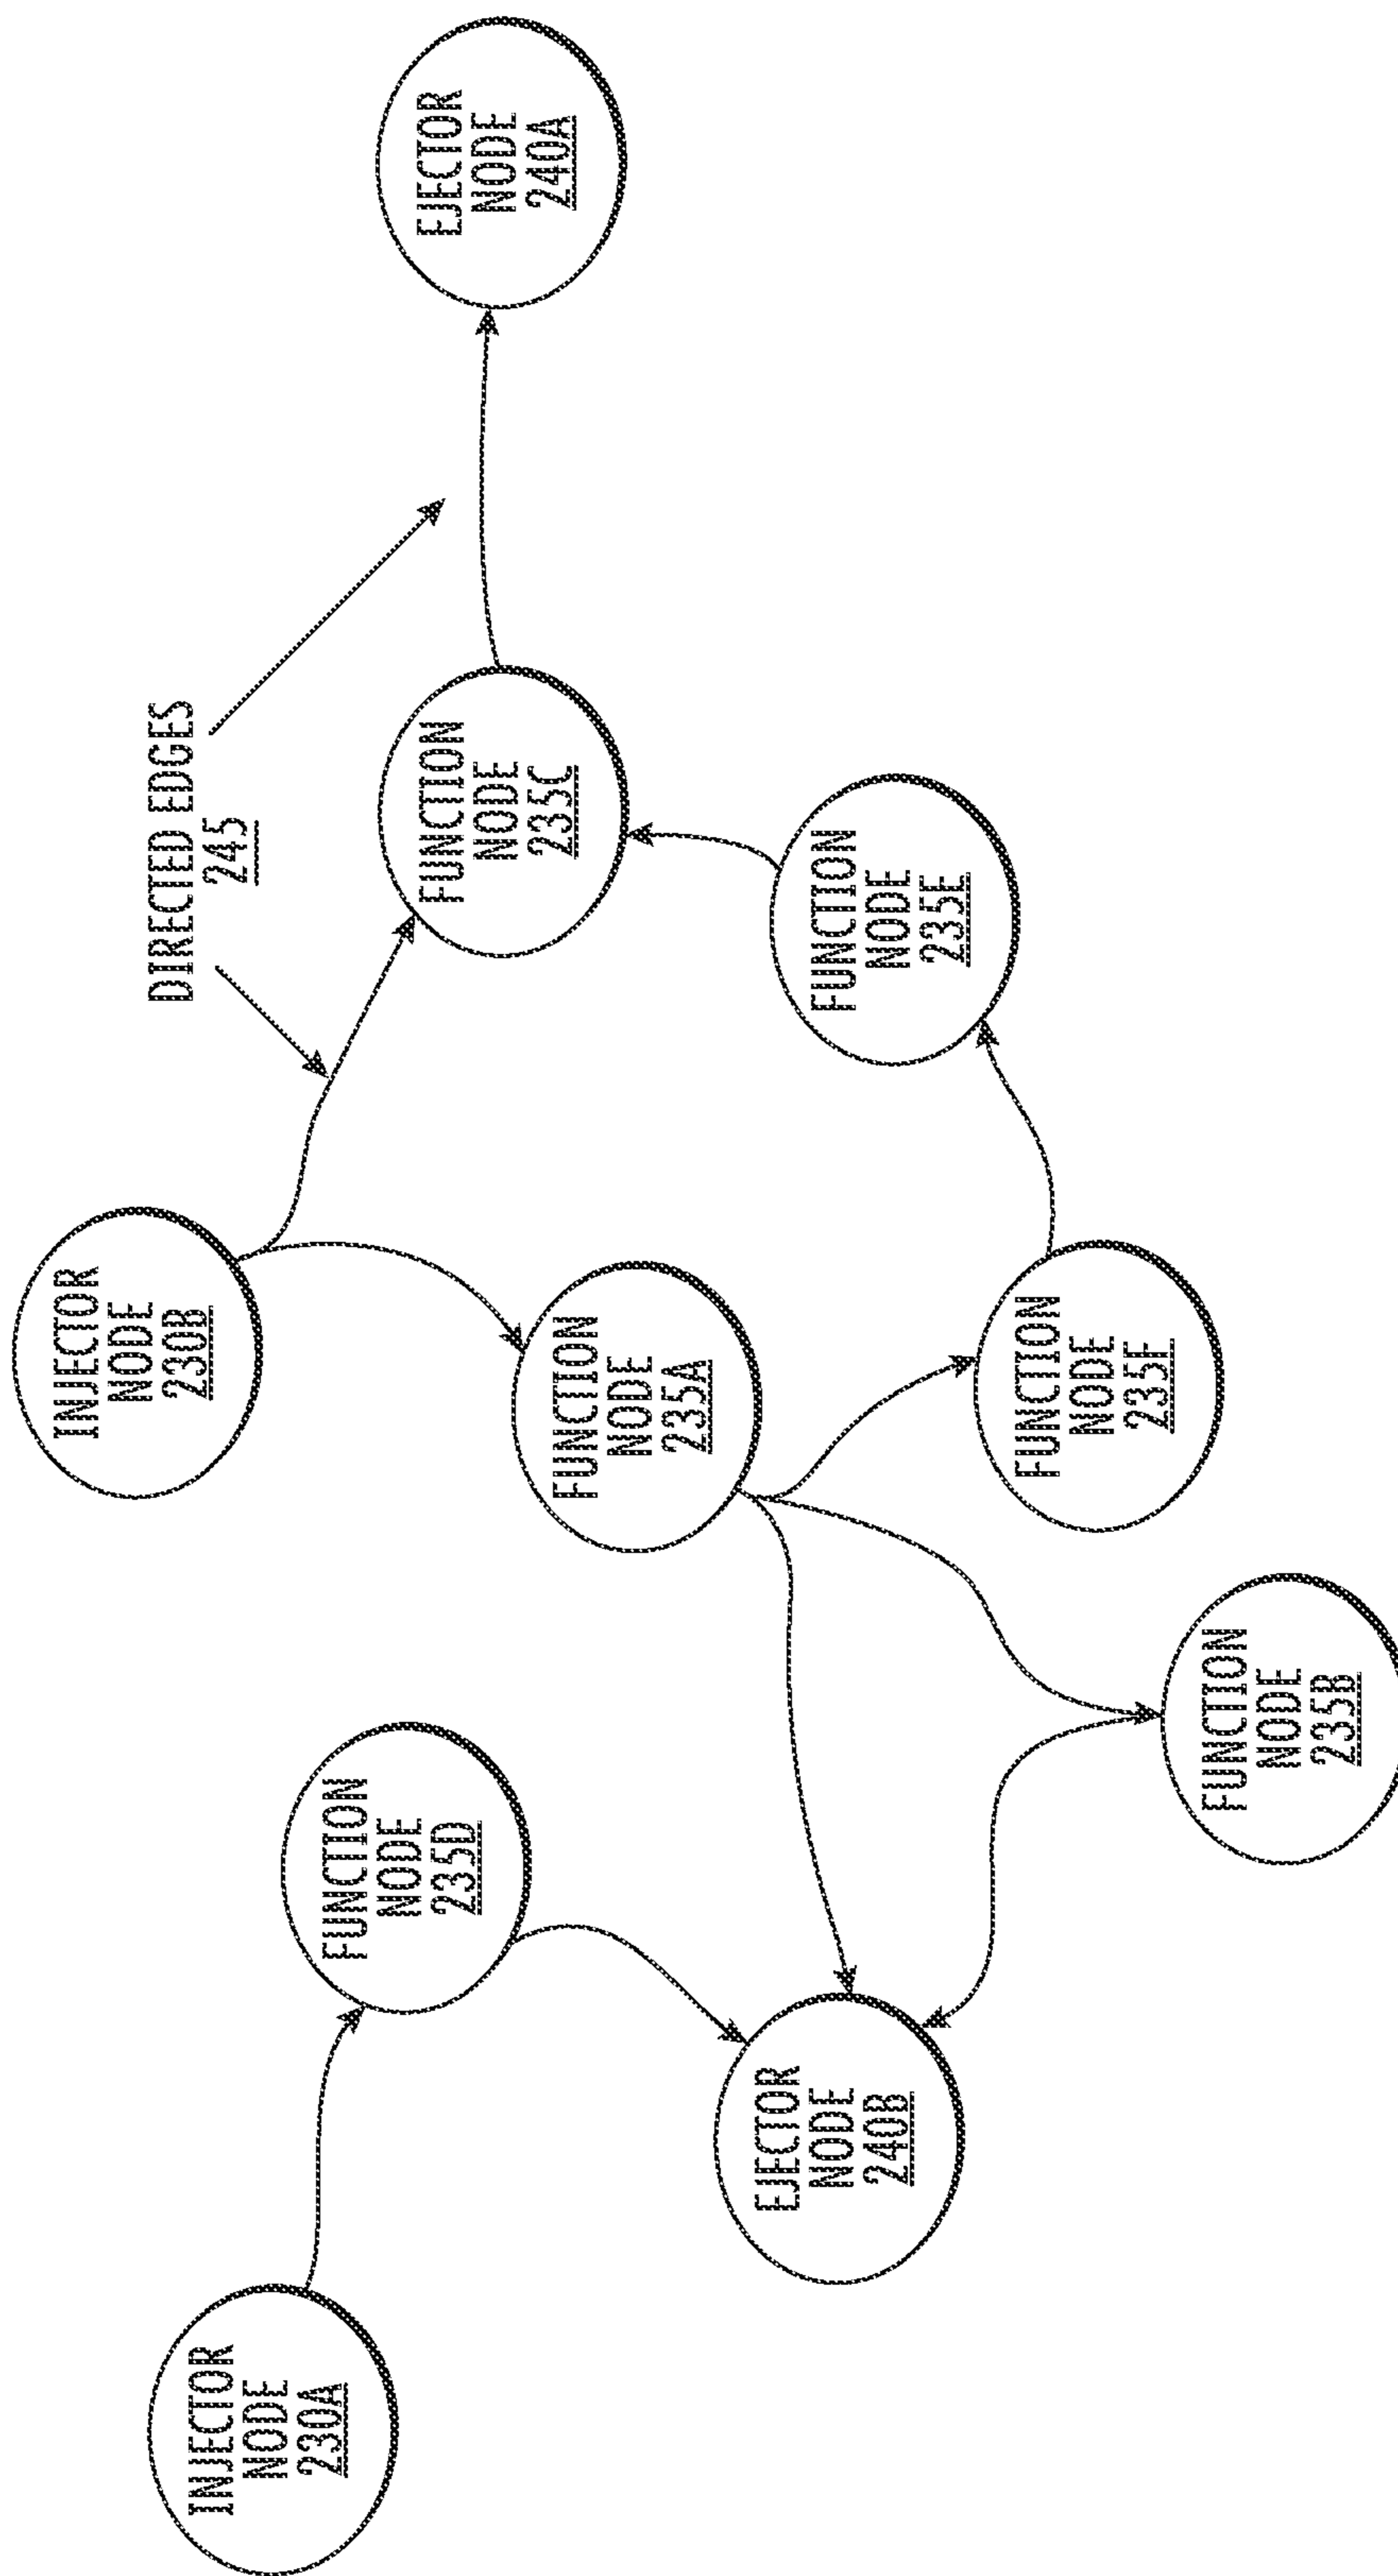 INJECTOR
NODE
230A
FUNCTION
NODE
235D
EJECTOR
NODE
240B
INJECTOR
NODE
230B
FUNCTION
NODE
235A
FUNCTION
NODE
235B
FUNCTION
NODE
235F
DIRECTED EDGES
245
FUNCTION
NODE
235C
FUNCTION
NODE
235E
EJECTOR
NODE
240A